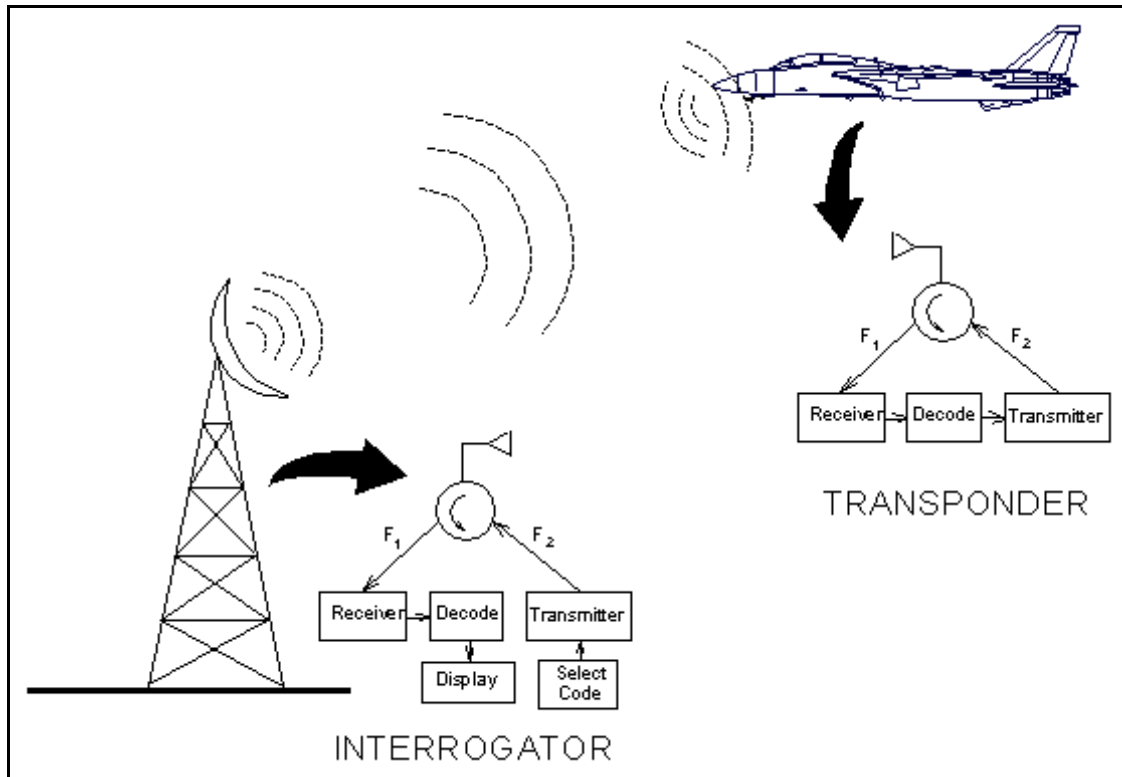 F1 F2
Receiver Decode Transmitter
TRANSPONDER
F1 F2
Receiver Decode Transmitter
Display Select
Code
INTERROGATOR